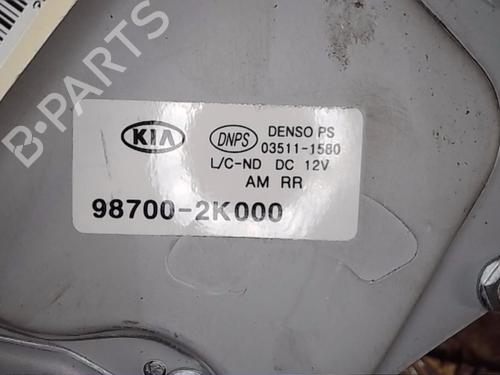 B-PARTS
KIA DNPS DENSO PS
03511-1580
L/C-ND DC 12V
AM RR
98700-2K000